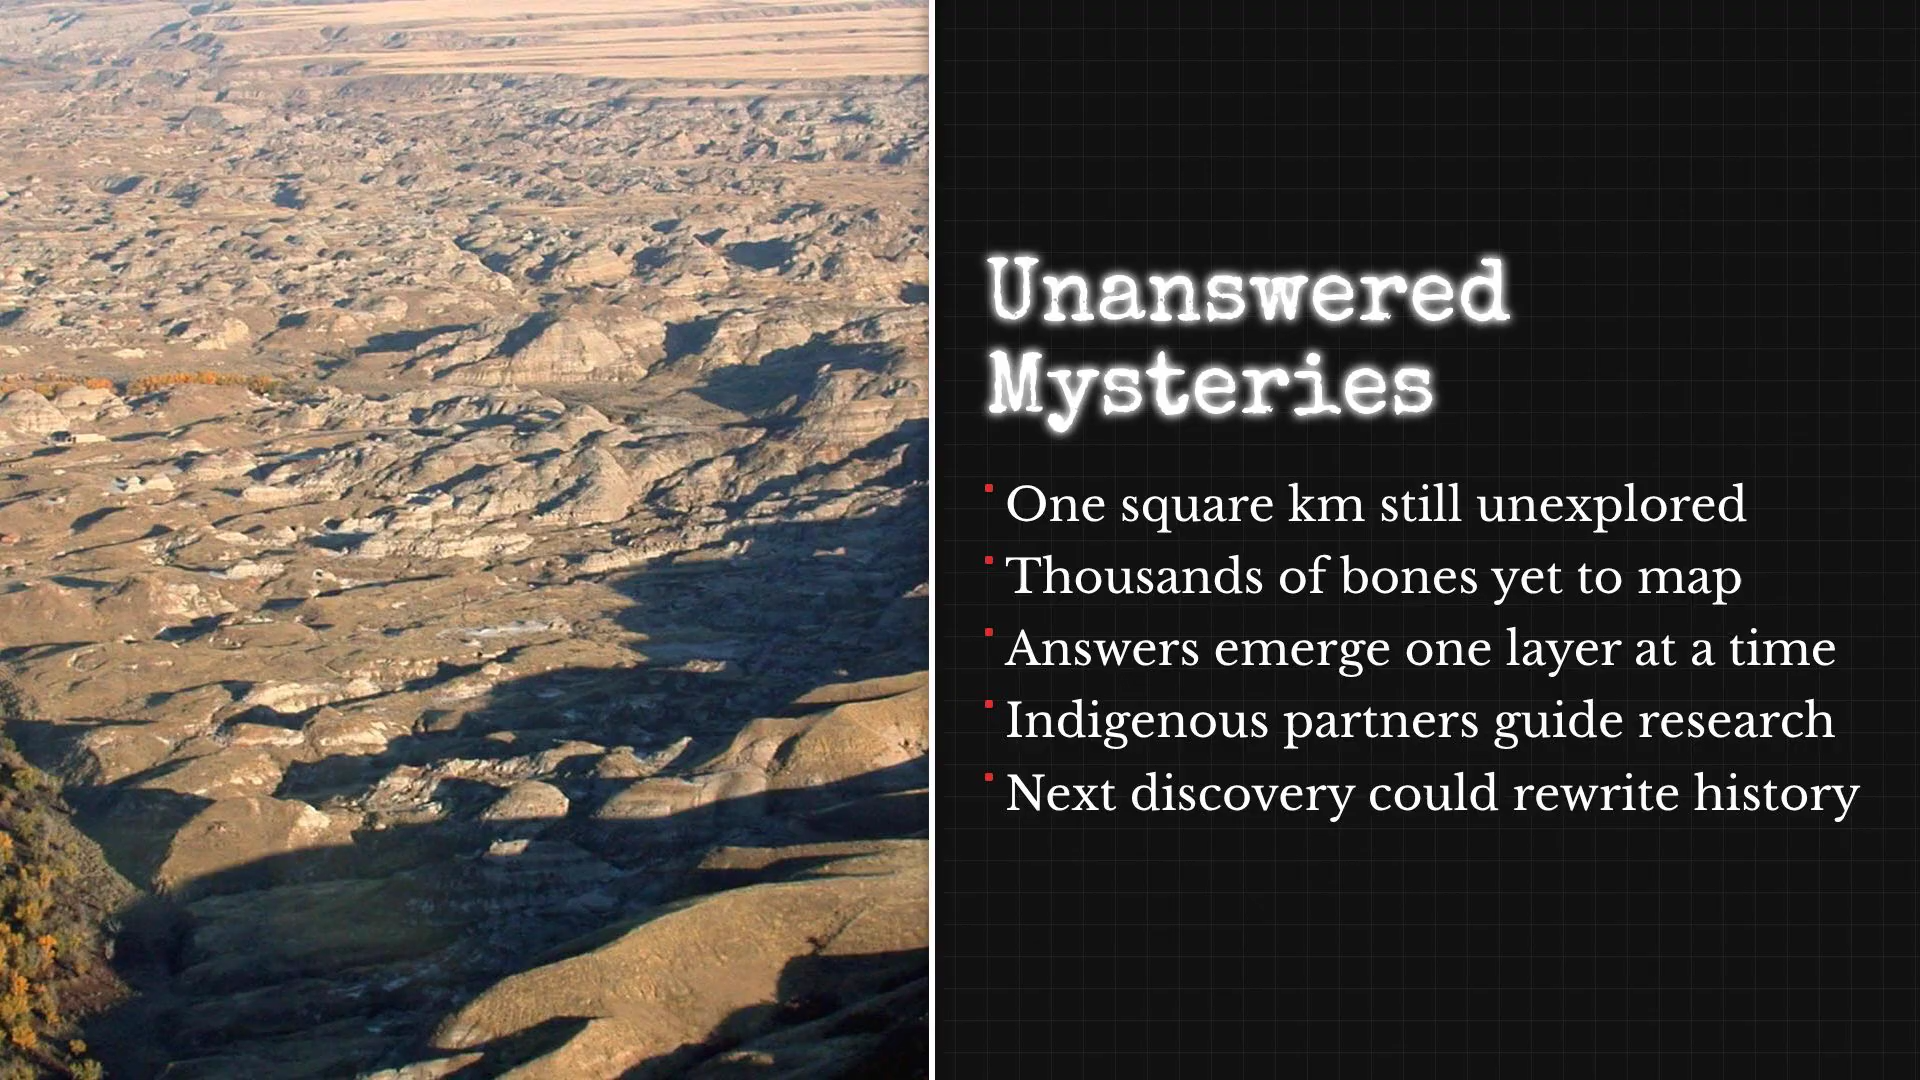 Unanswered
Mysteries
One square km still unexplored
Thousands of bones yet to map
Answers emerge one layer at a time
Indigenous partners guide research
Next discovery could rewrite history